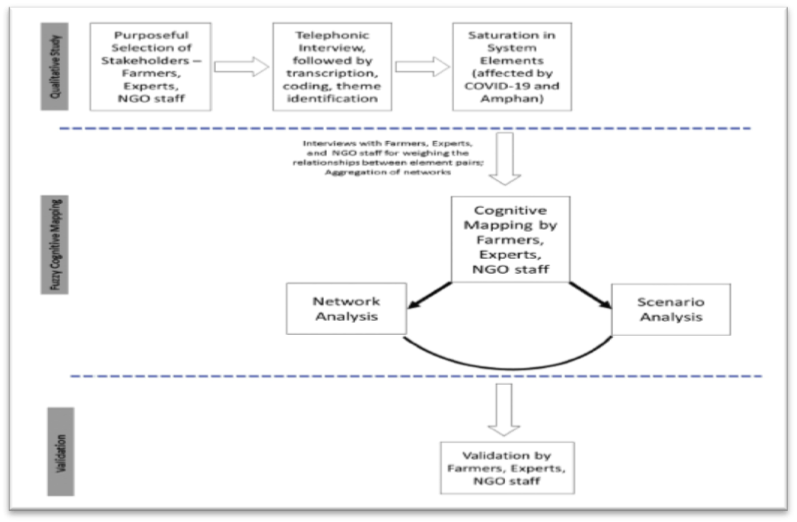 Qualitative Study
Purposeful
Selection of
Stakeholders –
Farmers,
Experts,
NGO staff
Telephonic
Interview,
followed by
transcription,
coding, theme
identification
Saturation in
System
Elements
(affected by
COVID-19 and
Amphan)
Interviews with Farmers, Experts,
and NGO staff for weighing the
relationships between element pairs;
Aggregation of networks
Fuzzy Cognitive Mapping
Cognitive
Mapping by
Farmers,
Experts,
NGO staff
Network
Analysis
Scenario
Analysis
Validation
Validation by
Farmers, Experts,
NGO staff